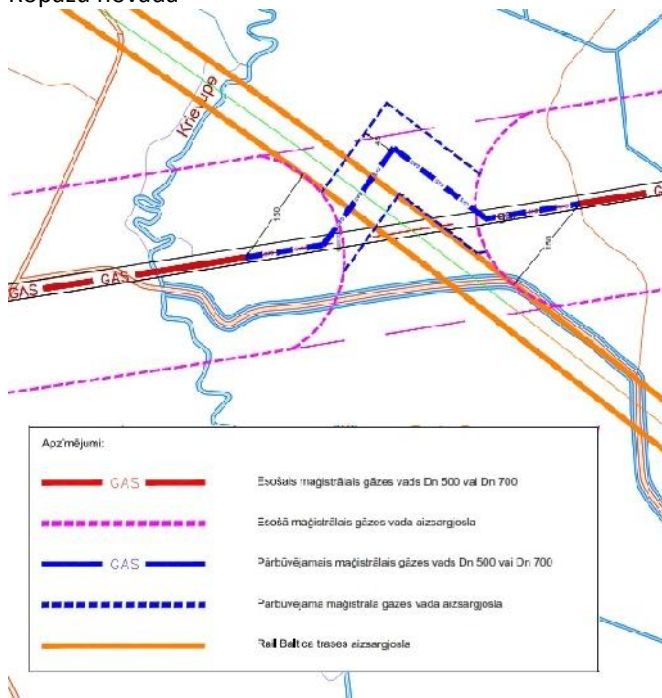 Ropažu novadā
Krievupe
150
GAS
GAS
150
Apzīmējumi:
GAS Esošais maģistrālais gāzes vads Dn 500 vai Dn 700
Esošā maģistrālais gāzes vada aizsargjosla
GAS Pārbūvējamais maģistrālais gāzes vads Dn 500 vai Dn 700
Pārbūvējamā maģistrālā gāzes vada aizsargjosla
Rail Baltica trases aizsargjosla